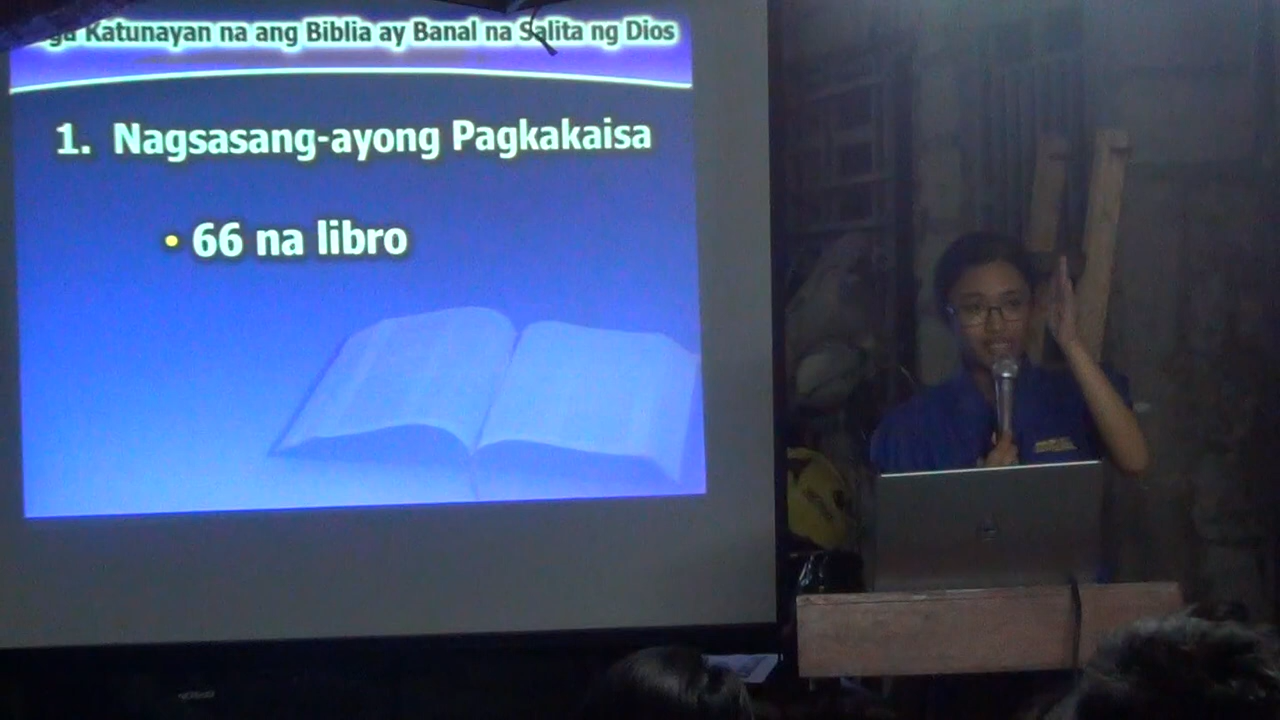 Katunayan na ang Biblia ay Banal na Salita ng Dios
1. Nagsasang-ayong Pagkakaisa
• 66 na libro